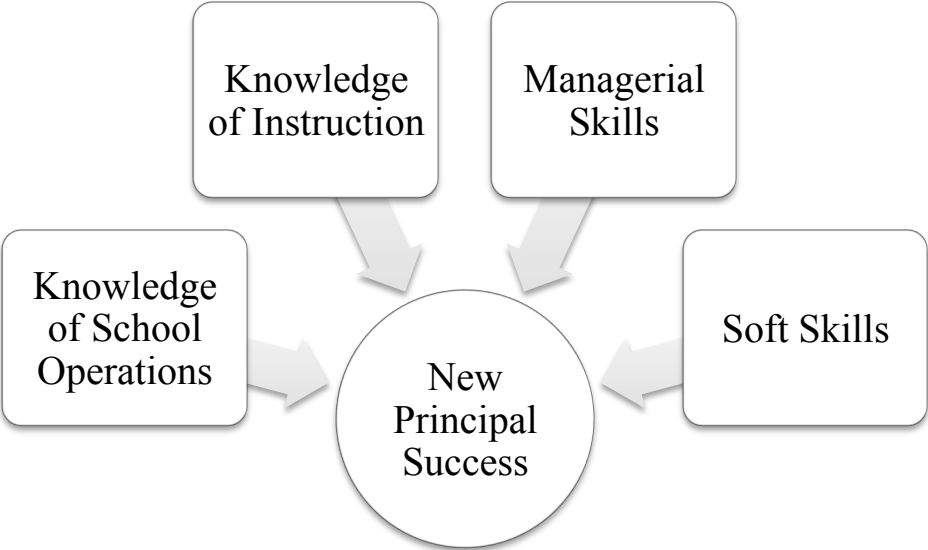 Knowledge
of Instruction
Managerial
Skills
Knowledge
of School
Operations
Soft Skills
New
Principal
Success